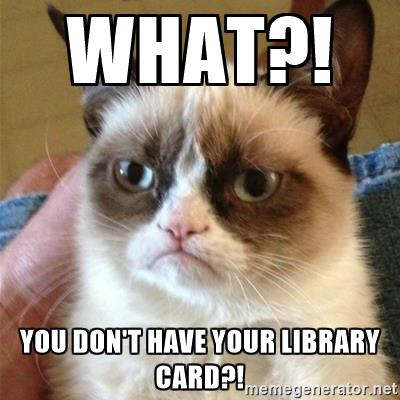 WHAT?!
YOU DON'T HAVE YOUR LIBRARY
CARD?!
memegenerator.net